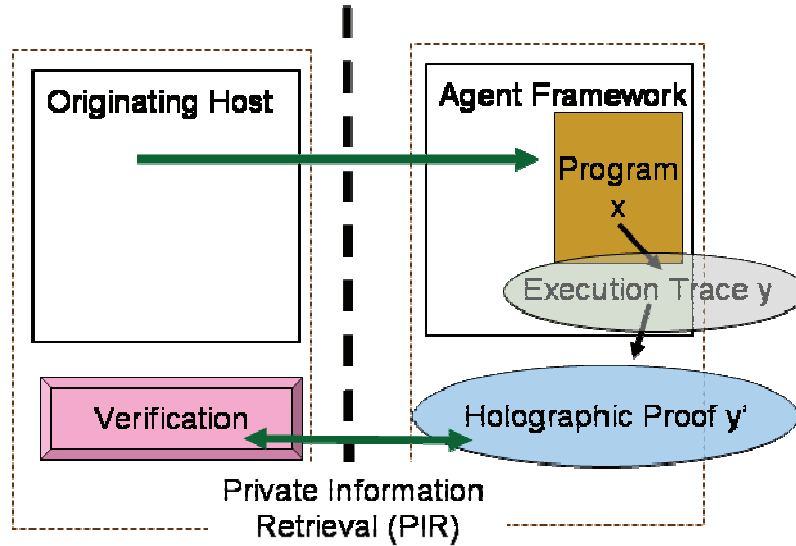 Originating Host
Agent Framework
Program
x
Execution Trace y
Verification
Holographic Proof y'
Private Information
Retrieval (PIR)